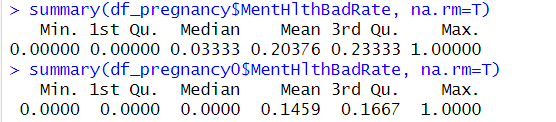 > summary(df_pregnancy$MentHlthBadRate, na.rm=T)
Min. 1st Qu. Median Mean 3rd Qu. Max.
0.00000 0.00000 0.03333 0.20376 0.23333 1.00000
> summary(df_pregnancy0$MentHlthBadRate, na.rm=T)
Min. 1st Qu. Median Mean 3rd Qu. Max.
0.0000 0.0000 0.0000 0.1459 0.1667 1.0000